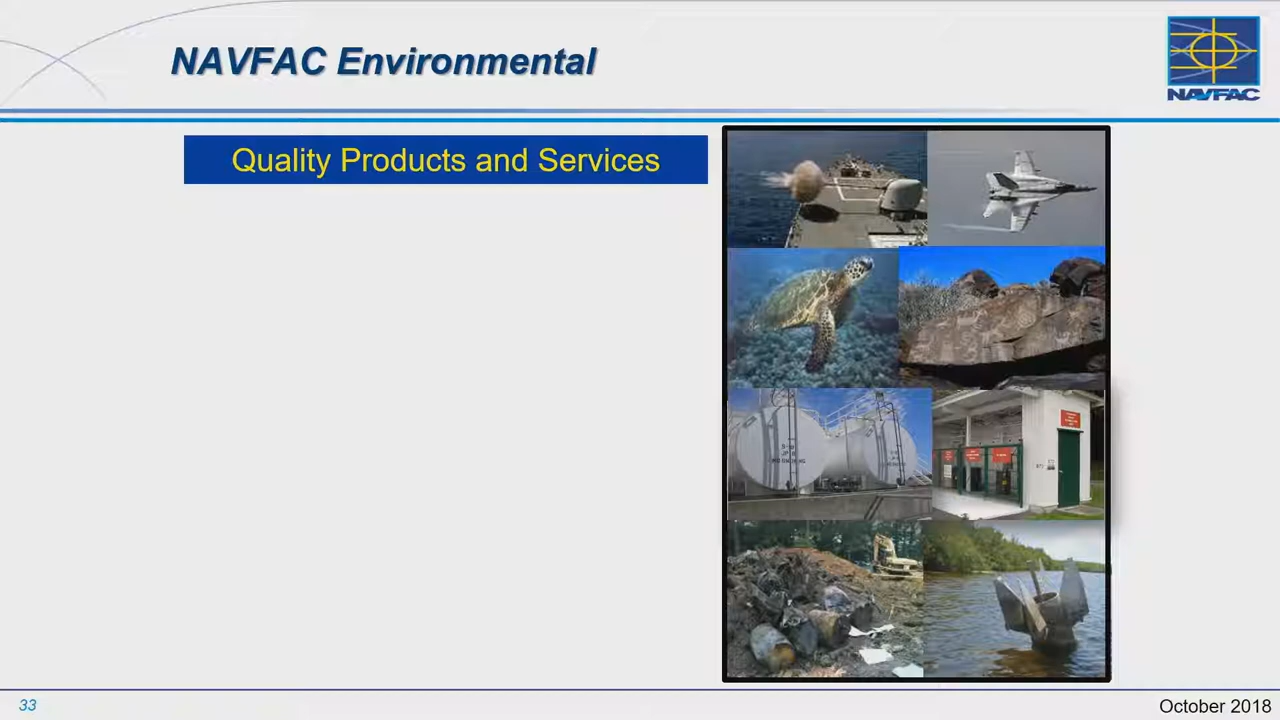 NAVFAC Environmental
NAVFAC
Quality Products and Services
33
October 2018